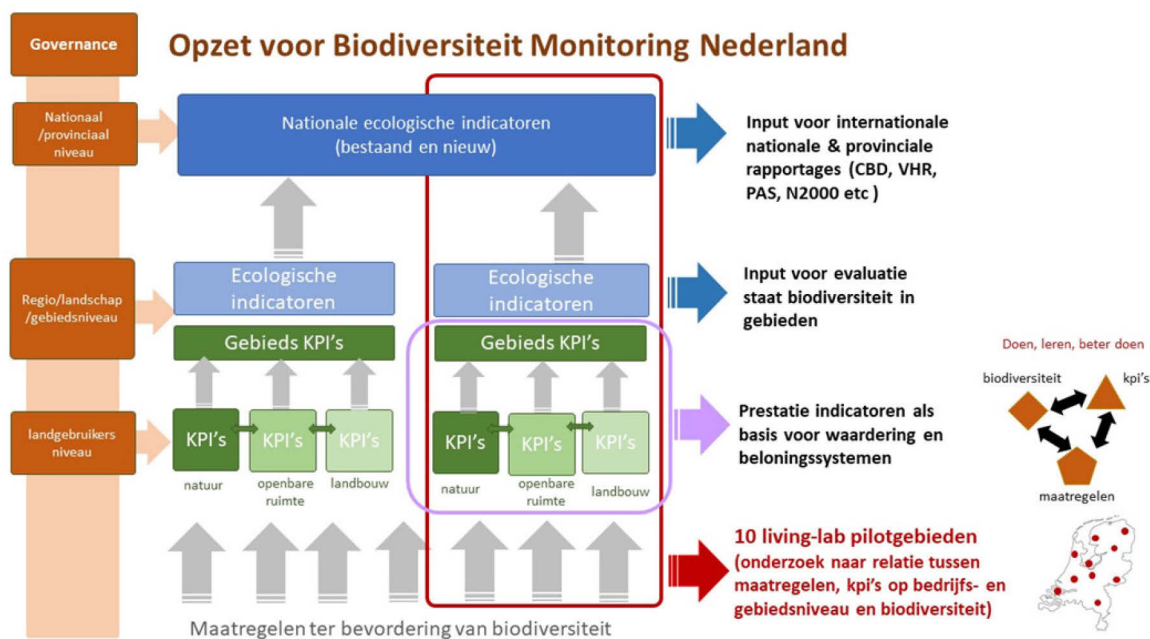 Governance
Opzet voor Biodiversiteit Monitoring Nederland
Nationaal
/provinciaal
niveau
Nationale ecologische indicatoren
(bestaand en nieuw)
Input voor internationale
nationale & provinciale
rapportages (CBD, VHR,
PAS, N2000 etc )
Regio/landschap
/gebiedsniveau
Ecologische
indicatoren
Ecologische
indicatoren
Input voor evaluatie
staat biodiversiteit in
gebieden
Gebieds KPI's
Gebieds KPI's
Doen, leren, beter doen
biodiversiteit
kpi's
maatregelen
landgebruikers
niveau
KPI's
KPI's
KPI's
KPI's
KPI's
KPI's
natuur
openbare
ruimte
landbouw
natuur
openbare
ruimte
landbouw
Prestatie indicatoren als
basis voor waardering en
beloningssystemen
10 living-lab pilotgebieden
(onderzoek naar relatie tussen
maatregelen, kpi's op bedrijfs- en
gebiedsniveau en biodiversiteit)
Maatregelen ter bevordering van biodiversiteit